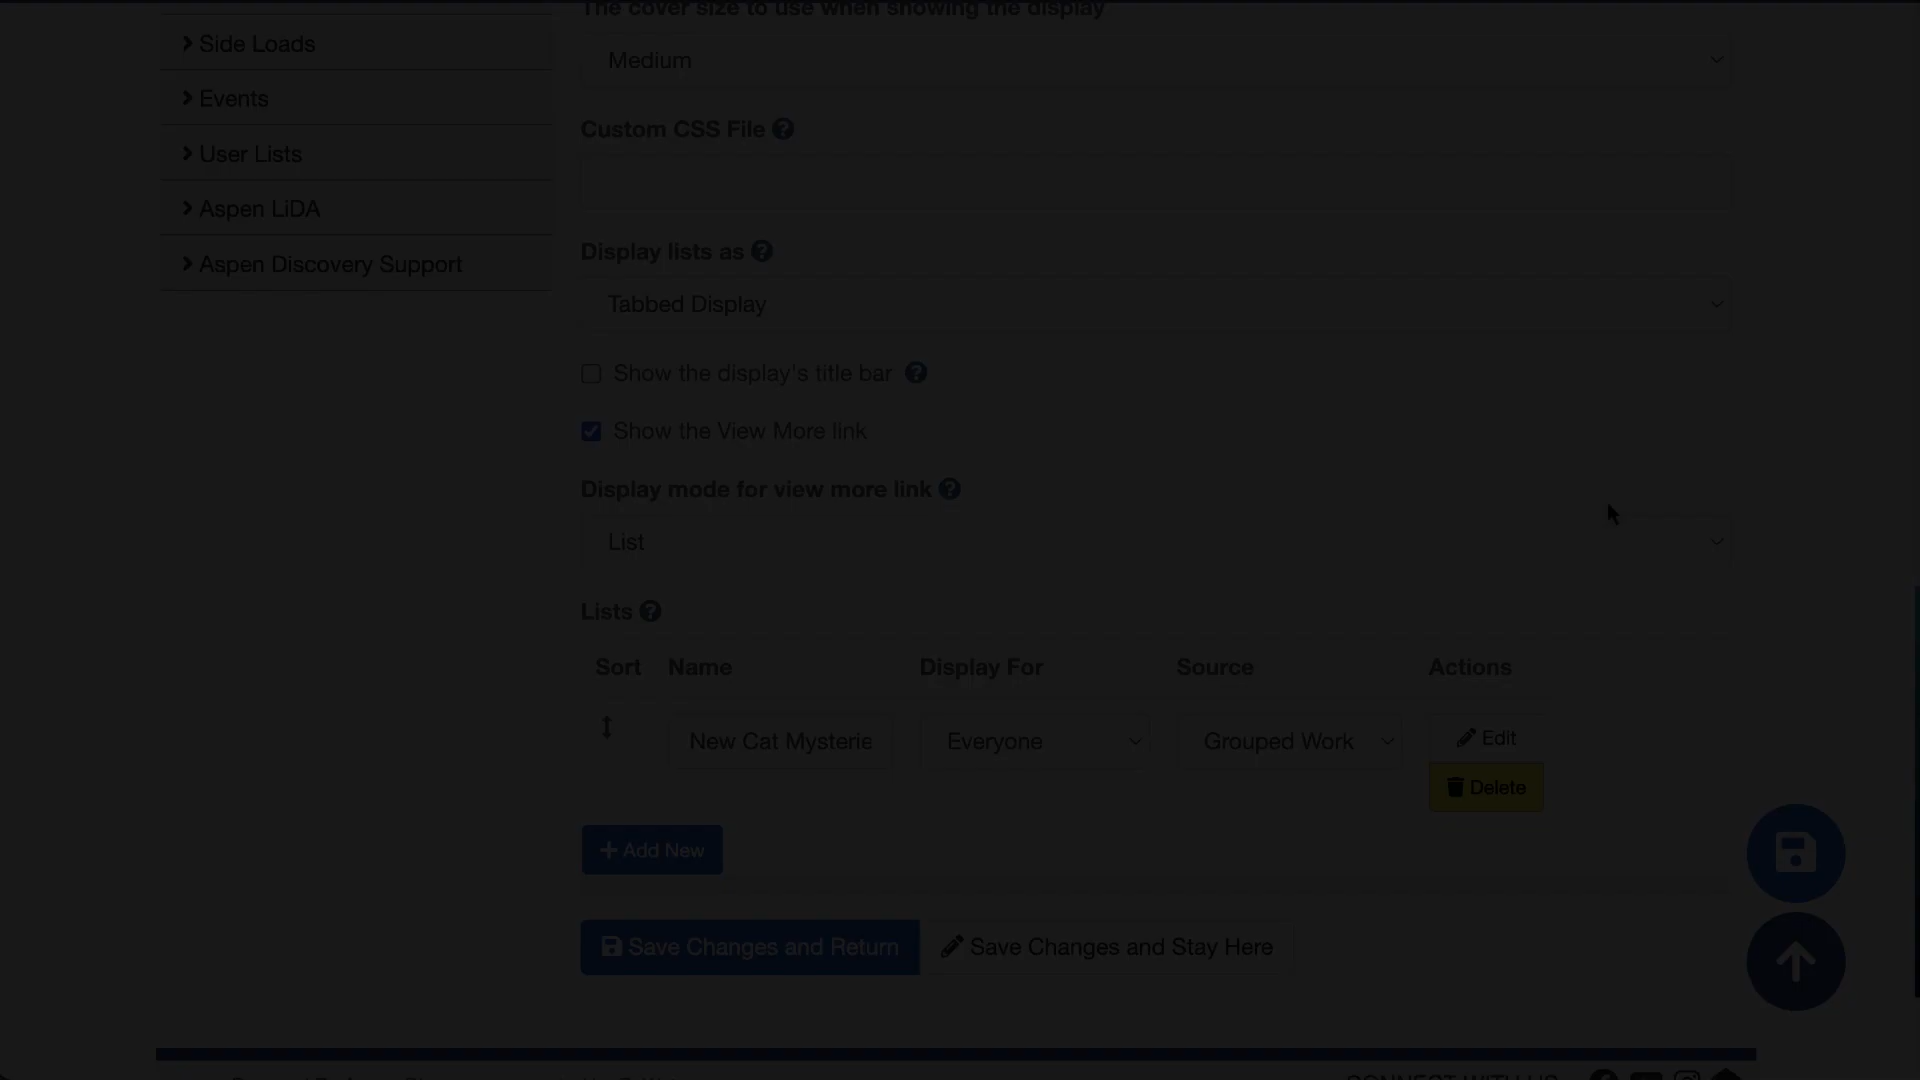 The cover size to use when showing the display
Side Loads
Medium
Events
Custom CSS File
User Lists
Aspen LiDA
Display lists as
Aspen Discovery Support
Tabbed Display
Show the display's title bar
Show the View More link
Display mode for view more link
List
Lists
Sort Name Display For Source Actions
New Cat Mysterie Everyone Grouped Work Edit
Delete
+ Add New
Save Changes and Return Save Changes and Stay Here
CONNECT WITH US